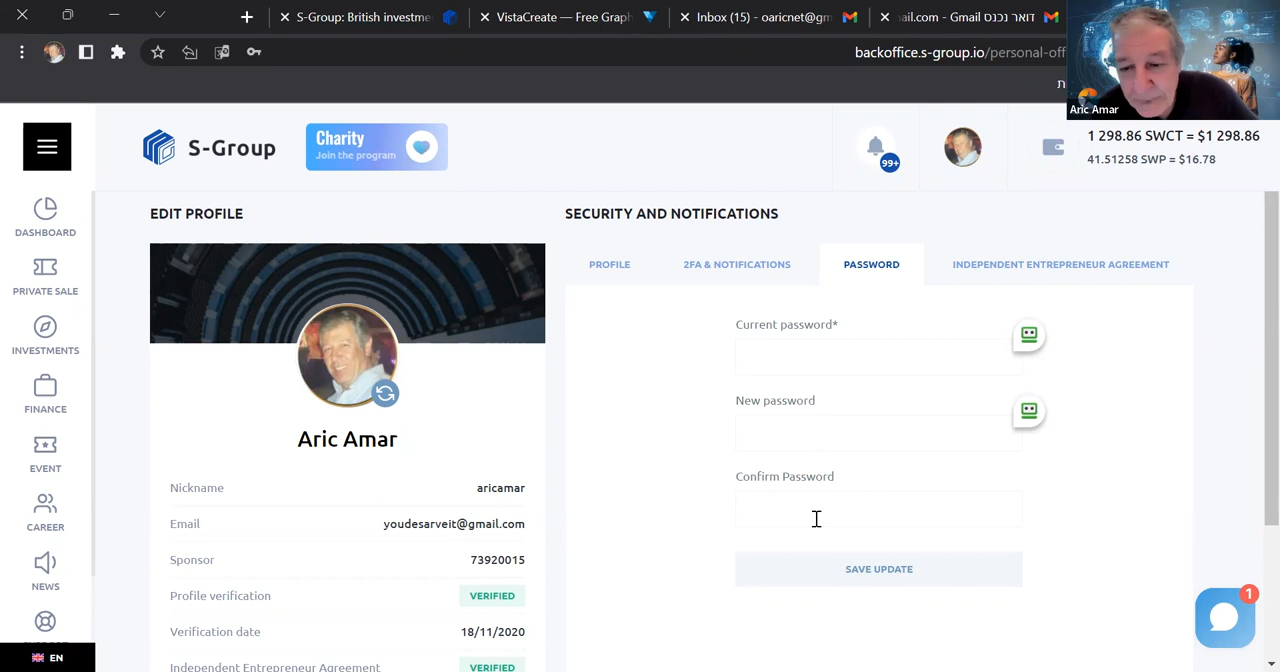 S-Group: British investme
VistaCreate — Free Graph
Inbox (15) - oaricnet@gm
ail.com - Gmail דואר נכנס
backoffice.s-group.io/personal-off
ת
Aric Amar
S-Group
Charity
Join the program
99+
1 298.86 SWCT = $1 298.86
41.51258 SWP = $16.78
DASHBOARD
PRIVATE SALE
INVESTMENTS
FINANCE
EVENT
CAREER
NEWS
EN
EDIT PROFILE
Aric Amar
Nickname aricamar
Email youdesarveit@gmail.com
Sponsor 73920015
Profile verification VERIFIED
Verification date 18/11/2020
Independent Entrepreneur Agreement VERIFIED
SECURITY AND NOTIFICATIONS
PROFILE 2FA & NOTIFICATIONS PASSWORD INDEPENDENT ENTREPRENEUR AGREEMENT
Current password*
New password
Confirm Password
SAVE UPDATE
1